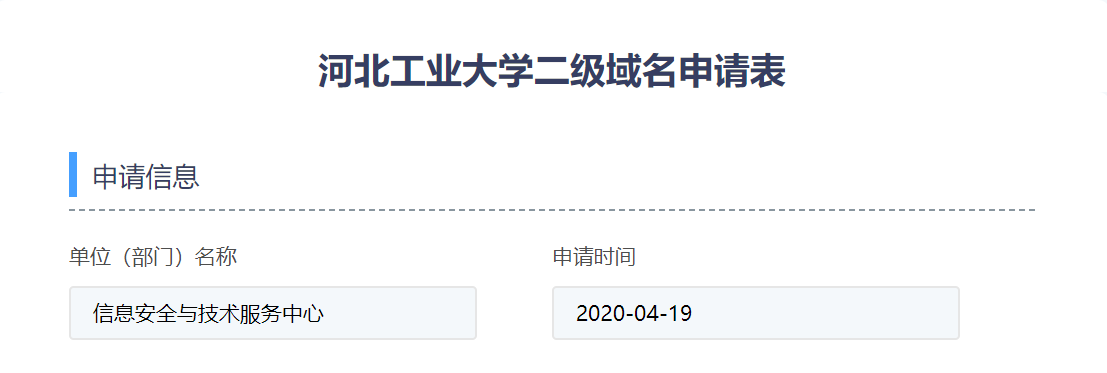 河北工业大学二级域名申请表
申请信息
单位（部门）名称
申请时间
信息安全与技术服务中心
2020-04-19